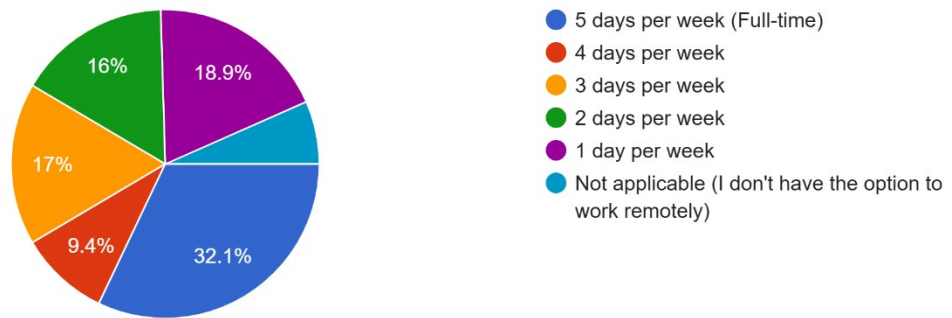 16%
18.9%
17%
9.4%
32.1%
5 days per week (Full-time)
4 days per week
3 days per week
2 days per week
1 day per week
Not applicable (I don't have the option to
work remotely)